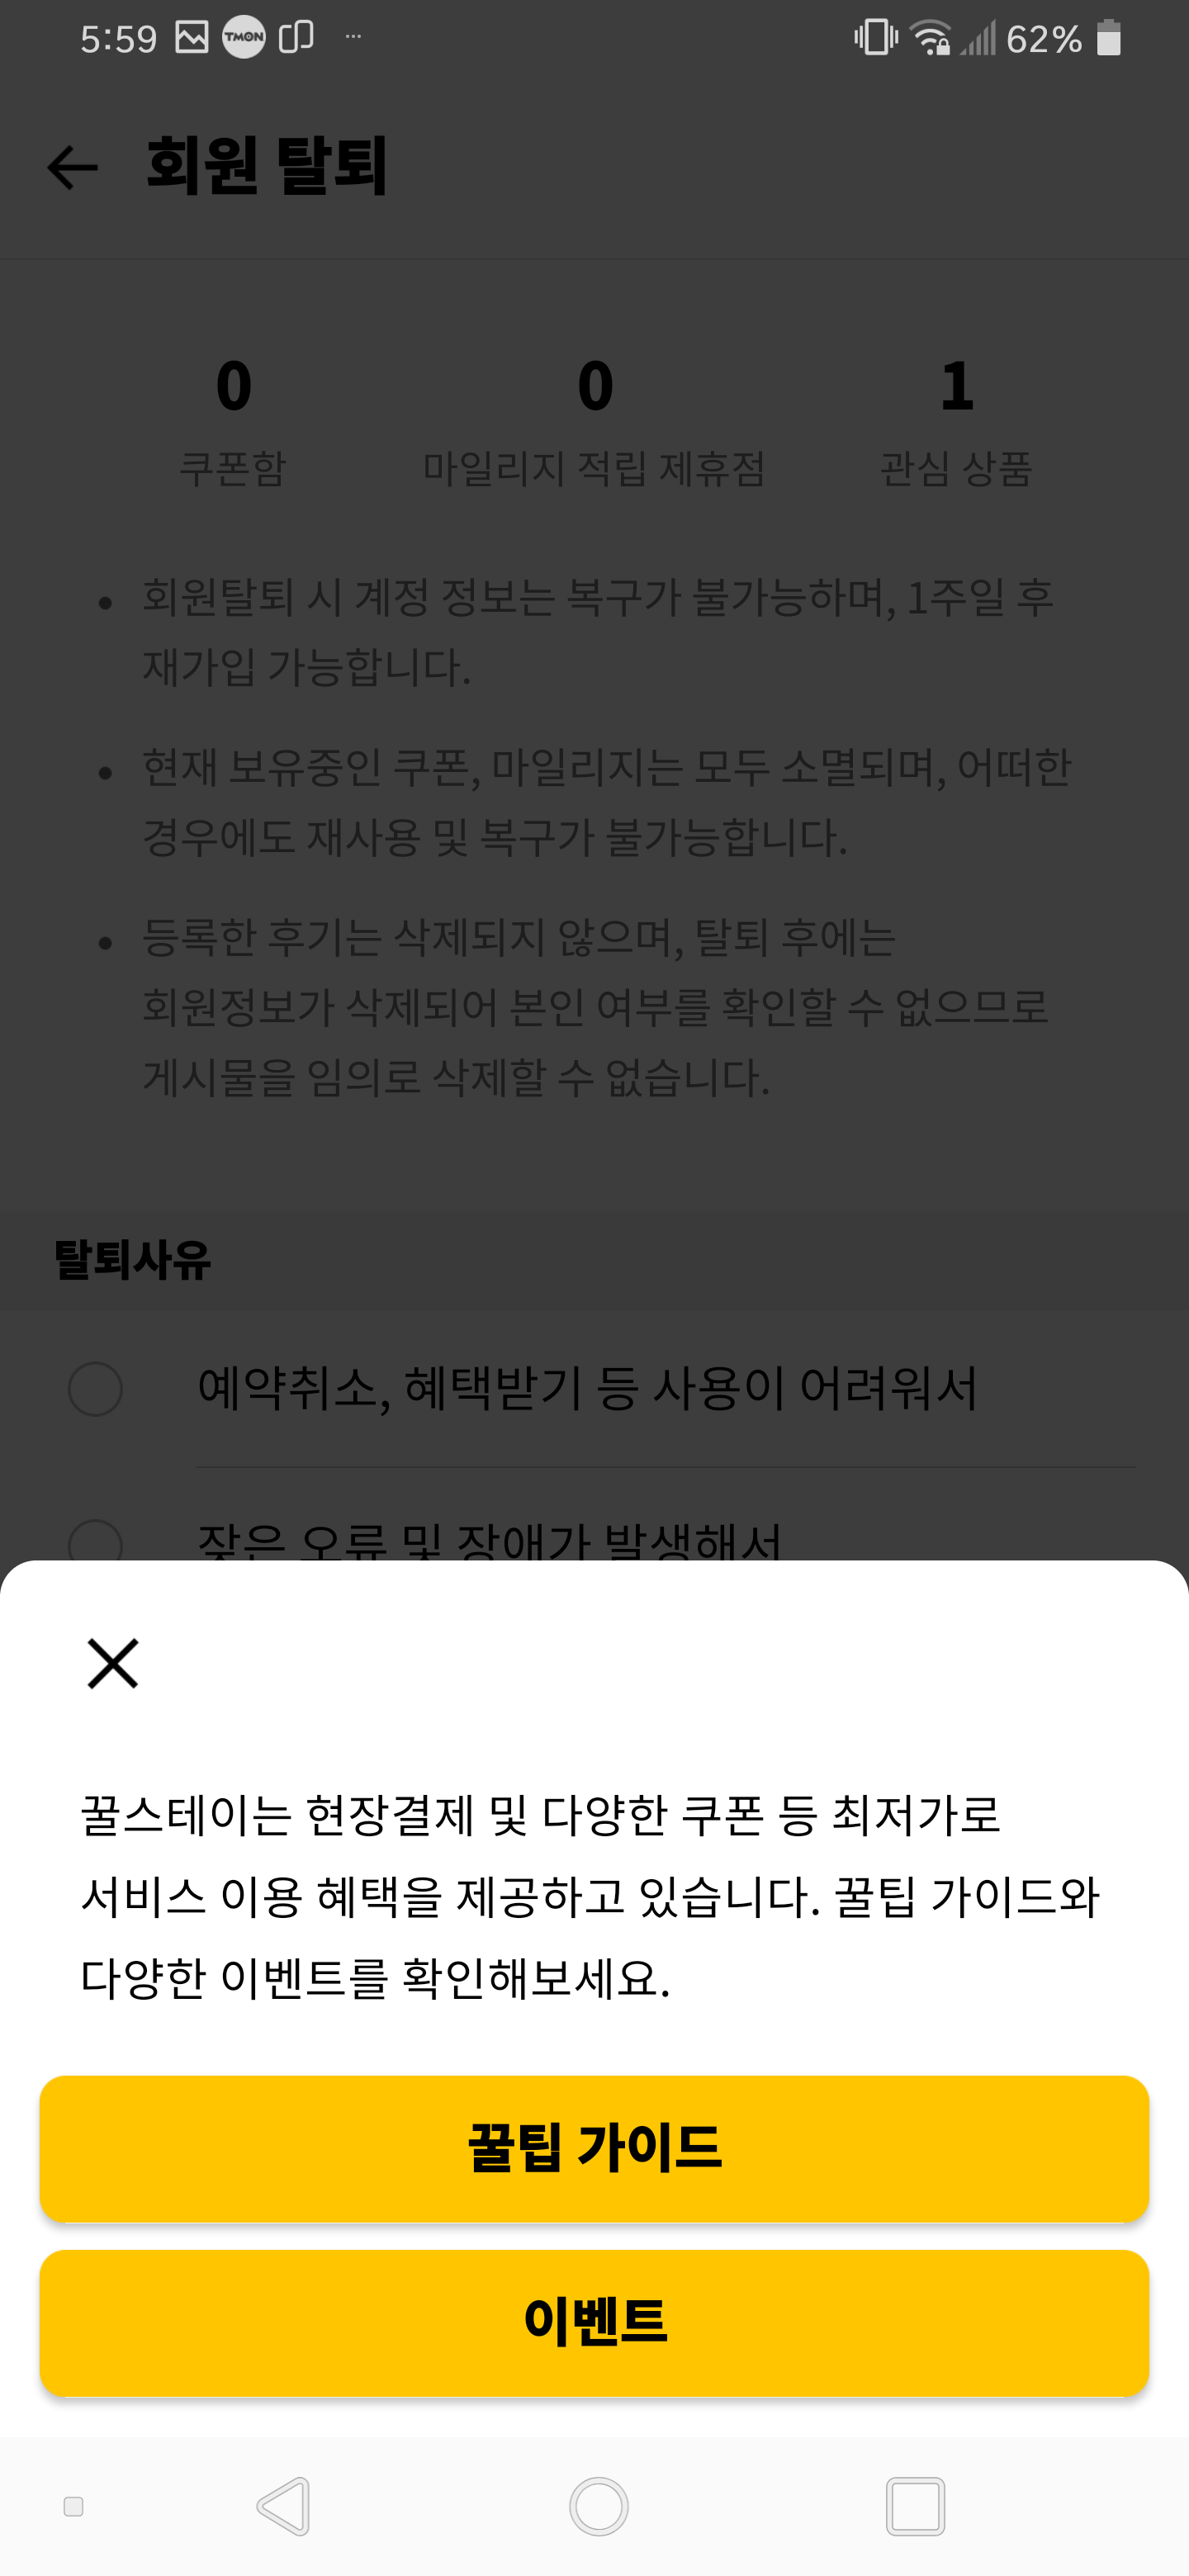 5:59 TMON ... 62%
회원 탈퇴
0 0 1
쿠폰함 마일리지 적립 제휴점 관심 상품
• 회원탈퇴 시 계정 정보는 복구가 불가능하며, 1주일 후
재가입 가능합니다.
• 현재 보유중인 쿠폰, 마일리지는 모두 소멸되며, 어떠한
경우에도 재사용 및 복구가 불가능합니다.
• 등록한 후기는 삭제되지 않으며, 탈퇴 후에는
회원정보가 삭제되어 본인 여부를 확인할 수 없으므로
게시물을 임의로 삭제할 수 없습니다.
탈퇴사유
예약취소, 혜택받기 등 사용이 어려워서
잦은 오류 및 장애가 발생해서
꿀스테이는 현장결제 및 다양한 쿠폰 등 최저가로
서비스 이용 혜택을 제공하고 있습니다. 꿀팁 가이드와
다양한 이벤트를 확인해보세요.
꿀팁 가이드
이벤트